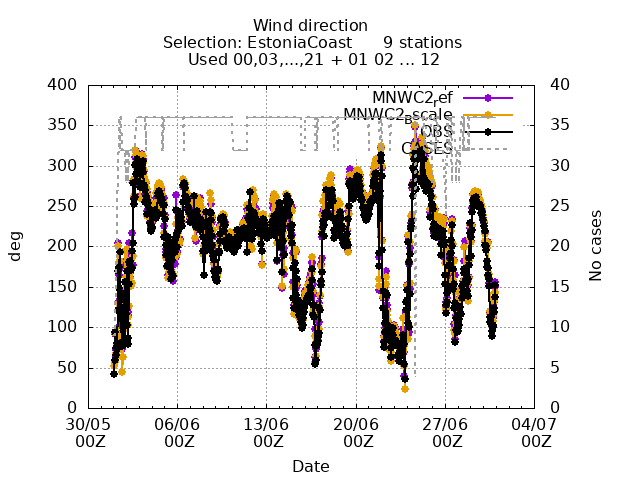 Wind direction
Selection: EstoniaCoast 9 stations
Used 00,03,...,21 + 01 02 ... 12
400 40
350 35
300 30
250 25
200 20
150 15
100 10
50 5
0 0
MNWC2ref
MNWC2Bscale
OBS
CASES
deg
No cases
30/05 06/06 13/06 20/06 27/06 04/07
00Z 00Z 00Z 00Z 00Z 00Z
Date